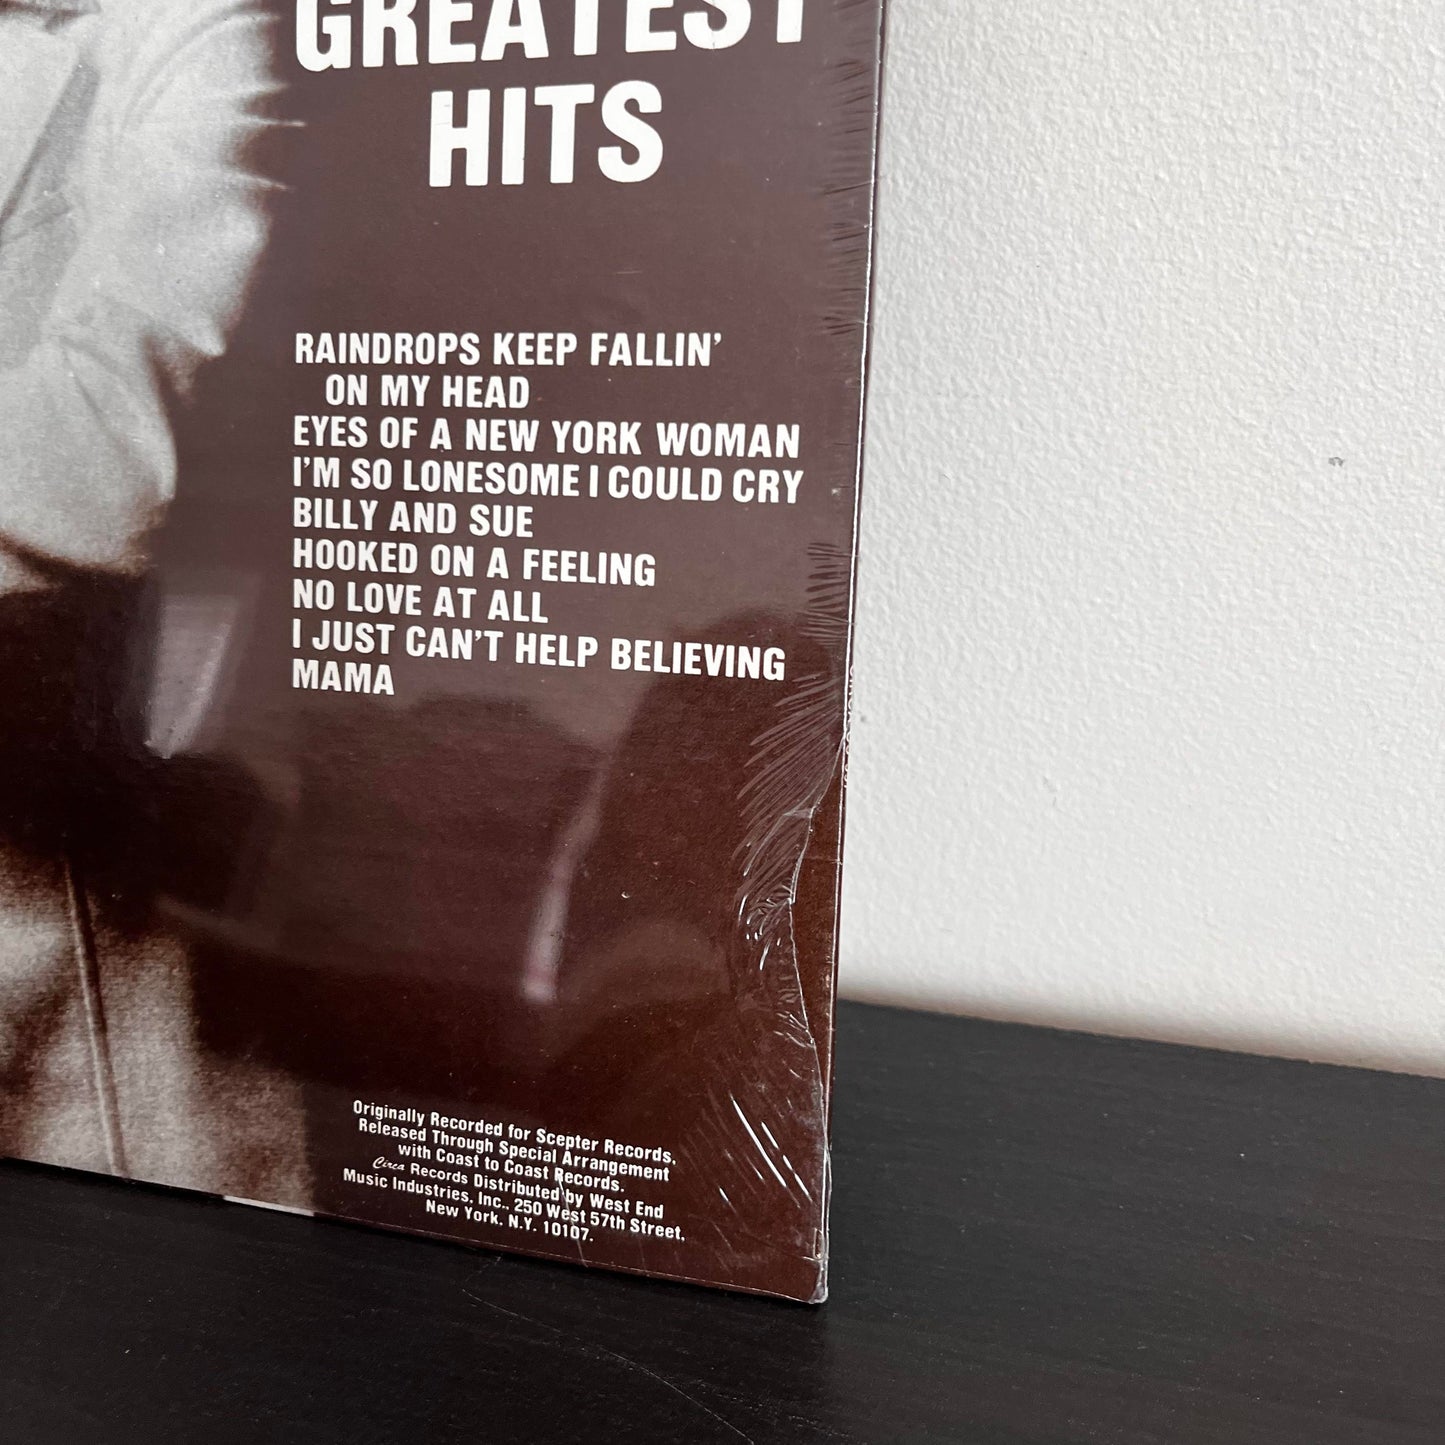 GREATEST
HITS
RAINDROPS KEEP FALLIN'
ON MY HEAD
EYES OF A NEW YORK WOMAN
I'M SO LONESOME I COULD CRY
BILLY AND SUE
HOOKED ON A FEELING
NO LOVE AT ALL
I JUST CAN'T HELP BELIEVING
MAMA
Originally Recorded for Scepter Records.
Released Through Special Arrangement
with Coast to Coast Records.
Circa Records Distributed by West End
Music Industries, Inc., 250 West 57th Street,
New York, N.Y. 10107.